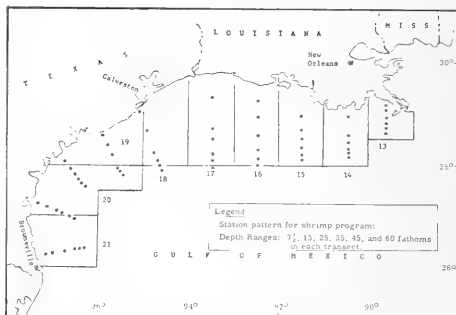 LOUISIANA
MISS
TEXAS
New
Orleans
30°
Galveston
19
18
17
16
15
14
13
20
21
Brownsville
Legend
Station pattern for shrimp program:
Depth Ranges: 7½, 15, 25, 35, 45, and 60 fathoms
in each transect.
GULF OF MEXICO
26°
94°
90°